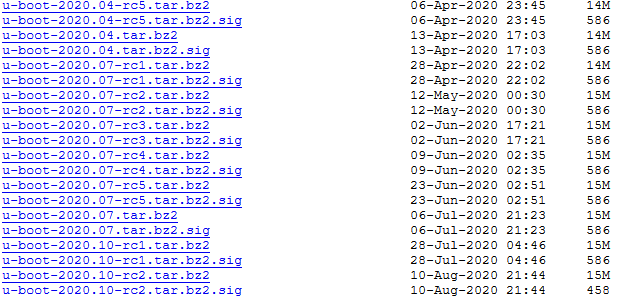 u-boot-2020.04-rc5.tar.bz2 06-Apr-2020 23:45 14M
u-boot-2020.04-rc5.tar.bz2.sig 06-Apr-2020 23:45 586
u-boot-2020.04.tar.bz2 13-Apr-2020 17:03 14M
u-boot-2020.04.tar.bz2.sig 13-Apr-2020 17:03 586
u-boot-2020.07-rc1.tar.bz2 28-Apr-2020 22:02 14M
u-boot-2020.07-rc1.tar.bz2.sig 28-Apr-2020 22:02 586
u-boot-2020.07-rc2.tar.bz2 12-May-2020 00:30 15M
u-boot-2020.07-rc2.tar.bz2.sig 12-May-2020 00:30 586
u-boot-2020.07-rc3.tar.bz2 02-Jun-2020 17:21 15M
u-boot-2020.07-rc3.tar.bz2.sig 02-Jun-2020 17:21 586
u-boot-2020.07-rc4.tar.bz2 09-Jun-2020 02:35 15M
u-boot-2020.07-rc4.tar.bz2.sig 09-Jun-2020 02:35 586
u-boot-2020.07-rc5.tar.bz2 23-Jun-2020 02:51 15M
u-boot-2020.07-rc5.tar.bz2.sig 23-Jun-2020 02:51 586
u-boot-2020.07.tar.bz2 06-Jul-2020 21:23 15M
u-boot-2020.07.tar.bz2.sig 06-Jul-2020 21:23 586
u-boot-2020.10-rc1.tar.bz2 28-Jul-2020 04:46 15M
u-boot-2020.10-rc1.tar.bz2.sig 28-Jul-2020 04:46 586
u-boot-2020.10-rc2.tar.bz2 10-Aug-2020 21:44 15M
u-boot-2020.10-rc2.tar.bz2.sig 10-Aug-2020 21:44 458